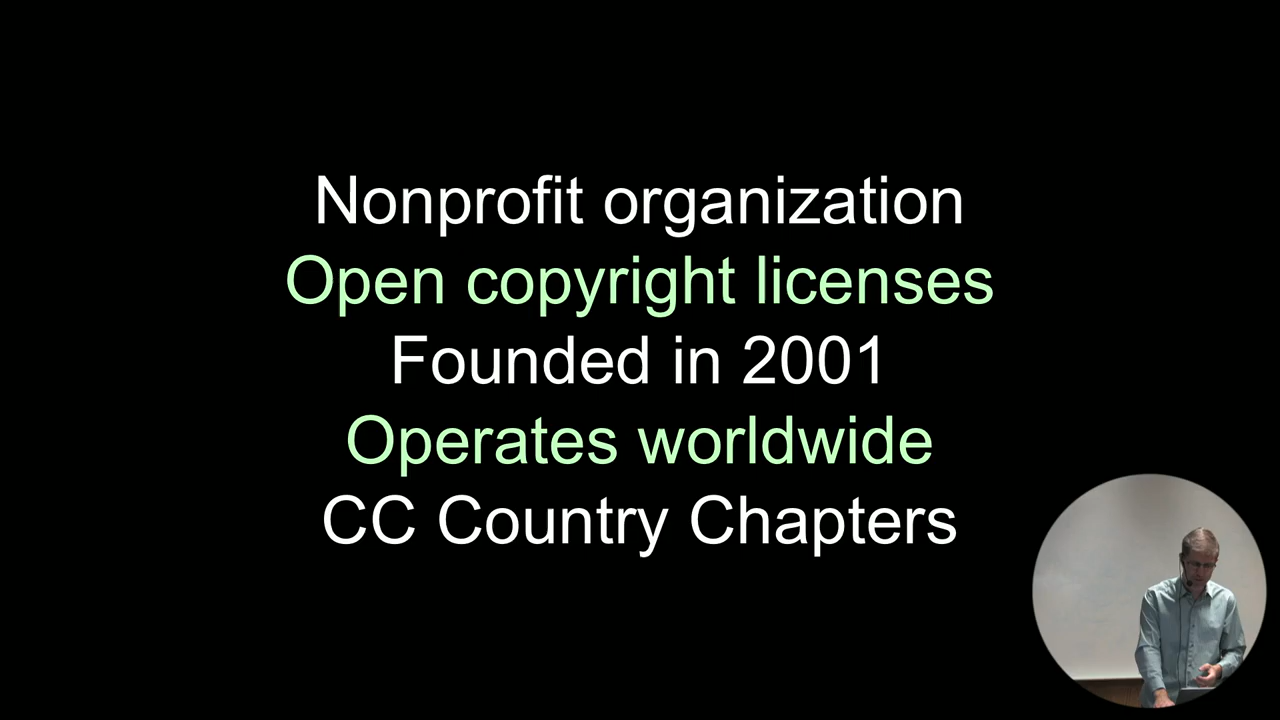 Nonprofit organization
Open copyright licenses
Founded in 2001
Operates worldwide
CC Country Chapters